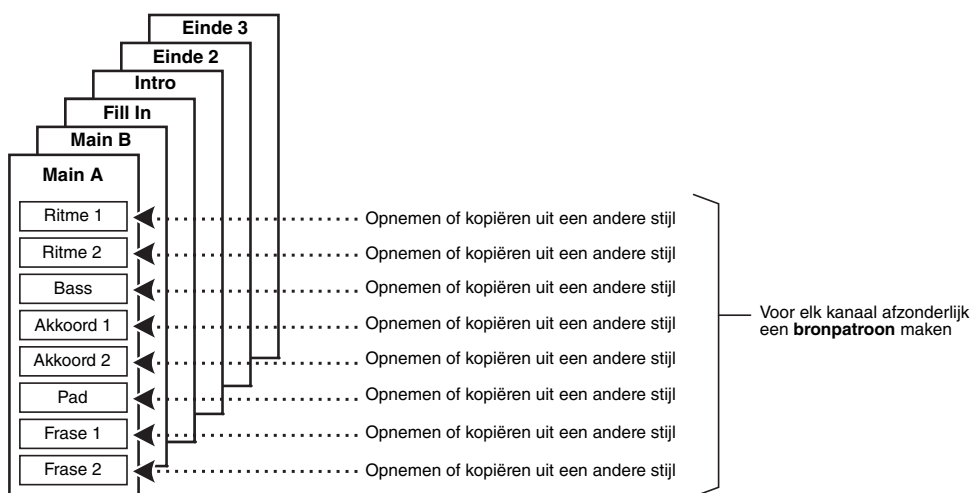 Einde 3
Einde 2
Intro
Fill In
Main B
Main A
Ritme 1
Opnemen of kopiëren uit een andere stijl
Ritme 2
Opnemen of kopiëren uit een andere stijl
Bass
Opnemen of kopiëren uit een andere stijl
Akkoord 1
Opnemen of kopiëren uit een andere stijl
Akkoord 2
Opnemen of kopiëren uit een andere stijl
Pad
Opnemen of kopiëren uit een andere stijl
Frase 1
Opnemen of kopiëren uit een andere stijl
Frase 2
Opnemen of kopiëren uit een andere stijl
Voor elk kanaal afzonderlijk
een bronpatroon maken